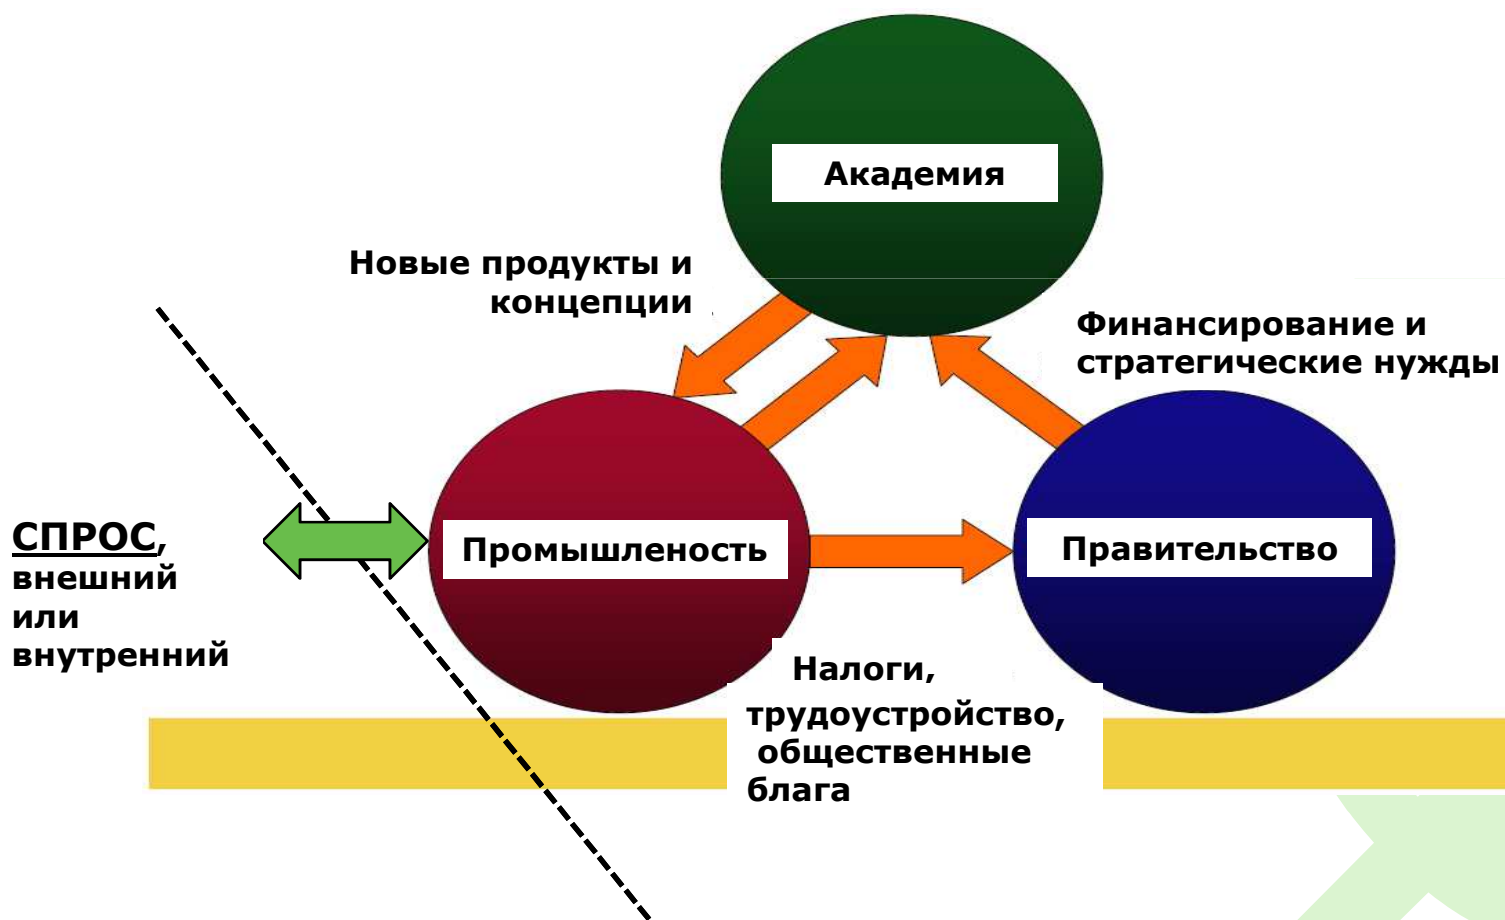 Академия
Новые продукты и
концепции
Финансирование и
стратегические нужды
СПРОС,
внешний
или
внутренний
Промышленость
Правительство
Налоги,
трудоустройство,
общественные
блага